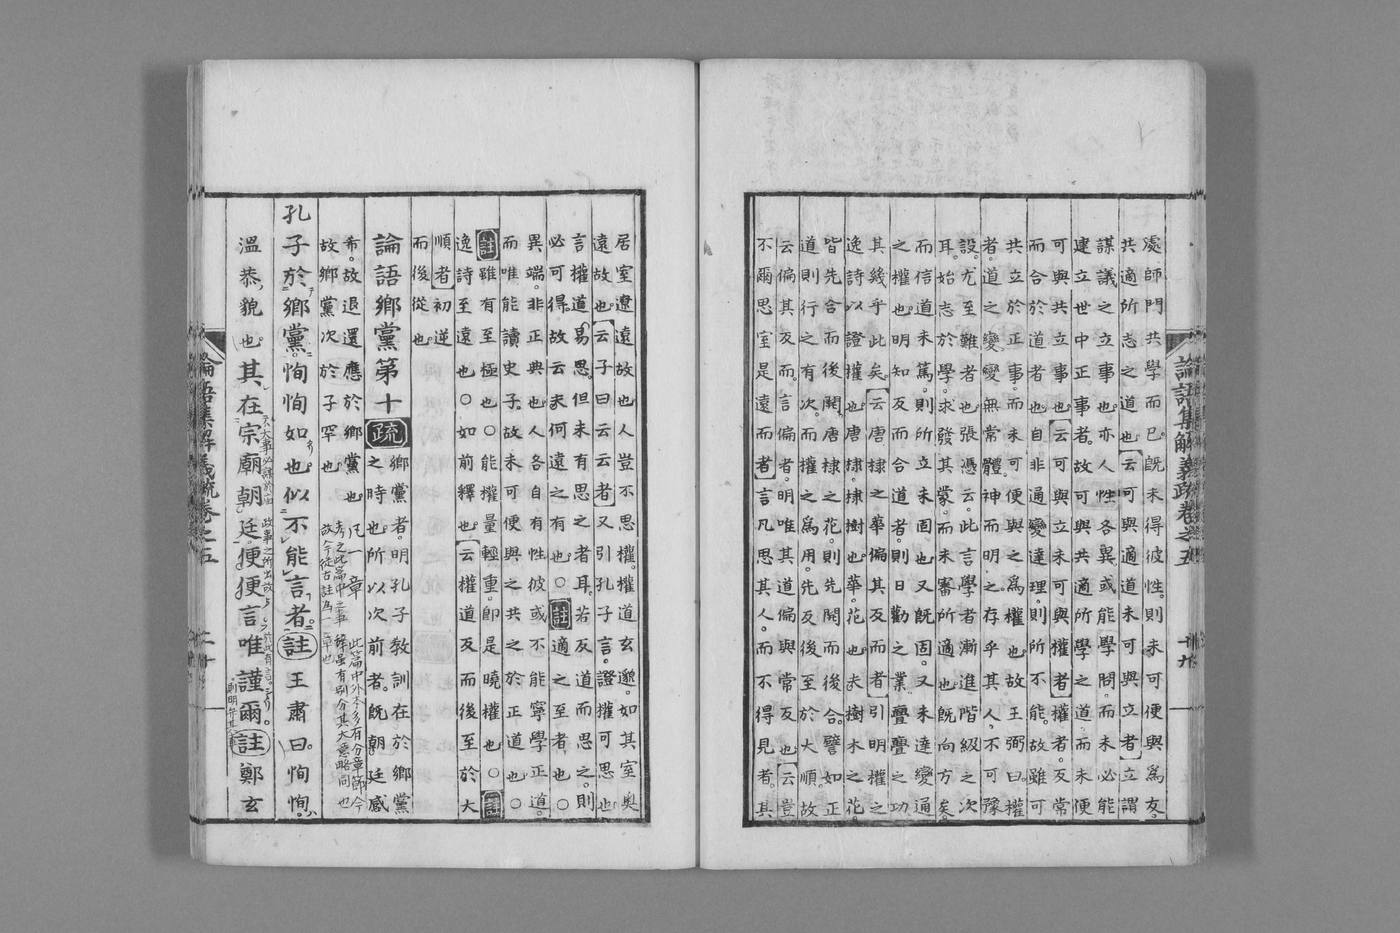 論語集解義疏卷之五
處師門共學而已既未得彼性則未可便與爲友
共適所志之道也云可與適道未可與立者立謂
謀議之立事也亦人性各異或能學問而未必能
建立世中正事者故可與共適所學之道而未便
可與共立事也云可與立未可與權者權者反常
而合於道者也自非通變達理則所不能故雖可
共立於正事而未可便與之爲權也故王弼曰權
者道之變變無常體神而明之存乎其人不可豫
設尤至難者也張憑云此言學者漸進階級之次
耳始志於學求發其蒙而未審所適也既向方矣
而信道未篤則所立未固也又既固又未達變通
之權也明知反而合道者則日勸之業亹亹之功
其幾乎此矣云唐棣之華偏其反而者引明權之
逸詩以證權也唐棣棣樹也華花也夫樹木之花
皆先合而後開唐棣之花則先開而後合譬如正
道則行之有次而權之爲用先反後至於大順故
云偏其反而言偏者明唯其道偏與常反也云豈
不爾思室是遠而者言凡思其人而不得見者其
居室遼遠故也人豈不思權權道玄邈如其室奧
遠故也云子曰云云者又引孔子言證權可思也
言權道易思但未有思之者耳若反道而思之則
必可得故云夫何遠之有也○註適之至者也○
異端非正典也人各自有性彼或不能寧學正道
而唯能讀史子故未可便與之共之於正道也○
註雖有至極也○能權量輕重即是曉權也○註
逸詩至遠也○如前釋也云權道反而後至於大
順者初逆
而後從也
論語鄉黨第十疏鄉黨者明孔子教訓在於鄉黨
之時也所以次前者既朝廷感
希故退還應於鄉黨也
故鄉黨次於子罕也
孔子於鄉黨恂恂如也似不能言者註王肅曰恂恂
溫恭貌也其在宗廟朝廷便便言唯謹爾註鄭玄
論語集解義疏卷之五